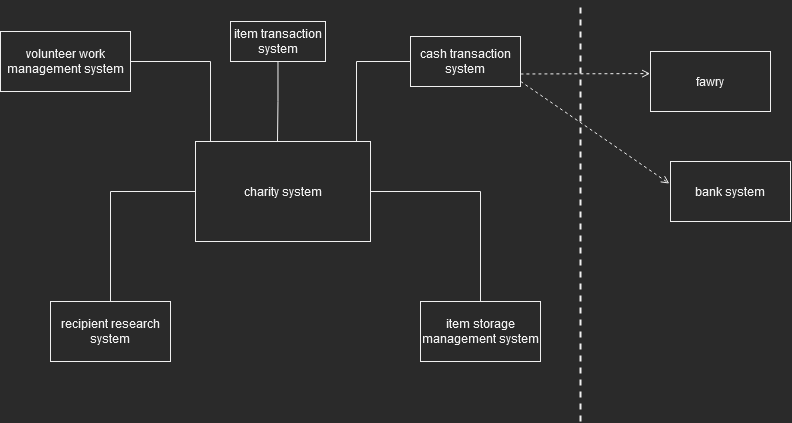 volunteer work
management system
item transaction
system
cash transaction
system
fawry
charity system
bank system
recipient research
system
item storage
management system